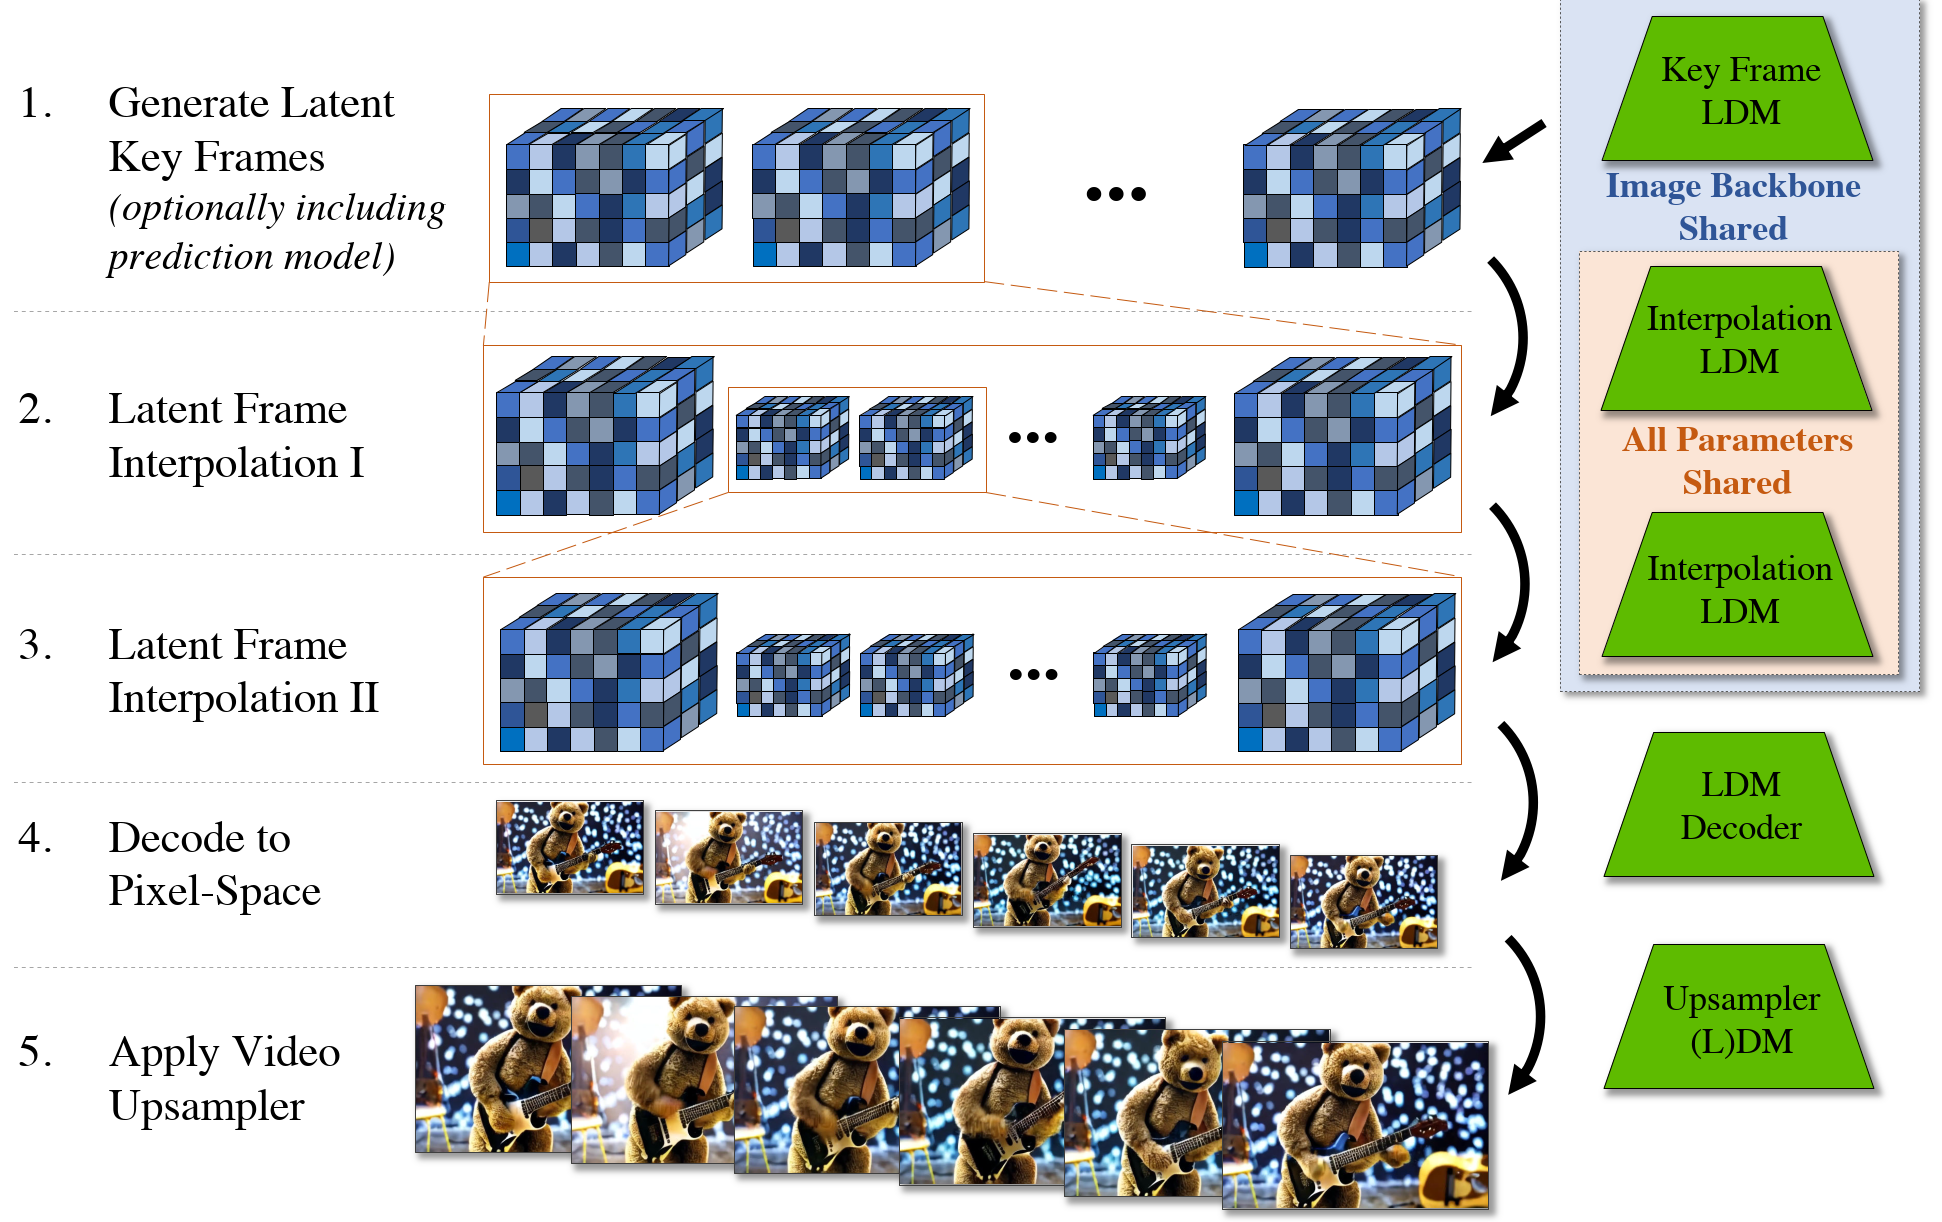 1. Generate Latent
Key Frames
(optionally including
prediction model)
2. Latent Frame
Interpolation I
3. Latent Frame
Interpolation II
4. Decode to
Pixel-Space
5. Apply Video
Upsampler
Key Frame
LDM
Image Backbone
Shared
Interpolation
LDM
All Parameters
Shared
Interpolation
LDM
LDM
Decoder
Upsampler
(L)DM